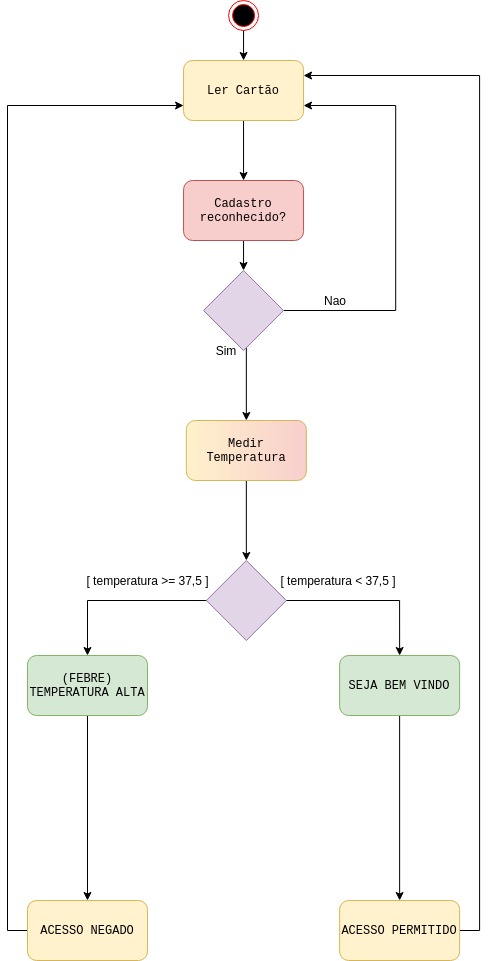 Ler Cartão
Cadastro
reconhecido?
Nao
Sim
Medir
Temperatura
[ temperatura >= 37,5 ]
[ temperatura < 37,5 ]
(FEBRE)
TEMPERATURA ALTA
SEJA BEM VINDO
ACESSO NEGADO
ACESSO PERMITIDO